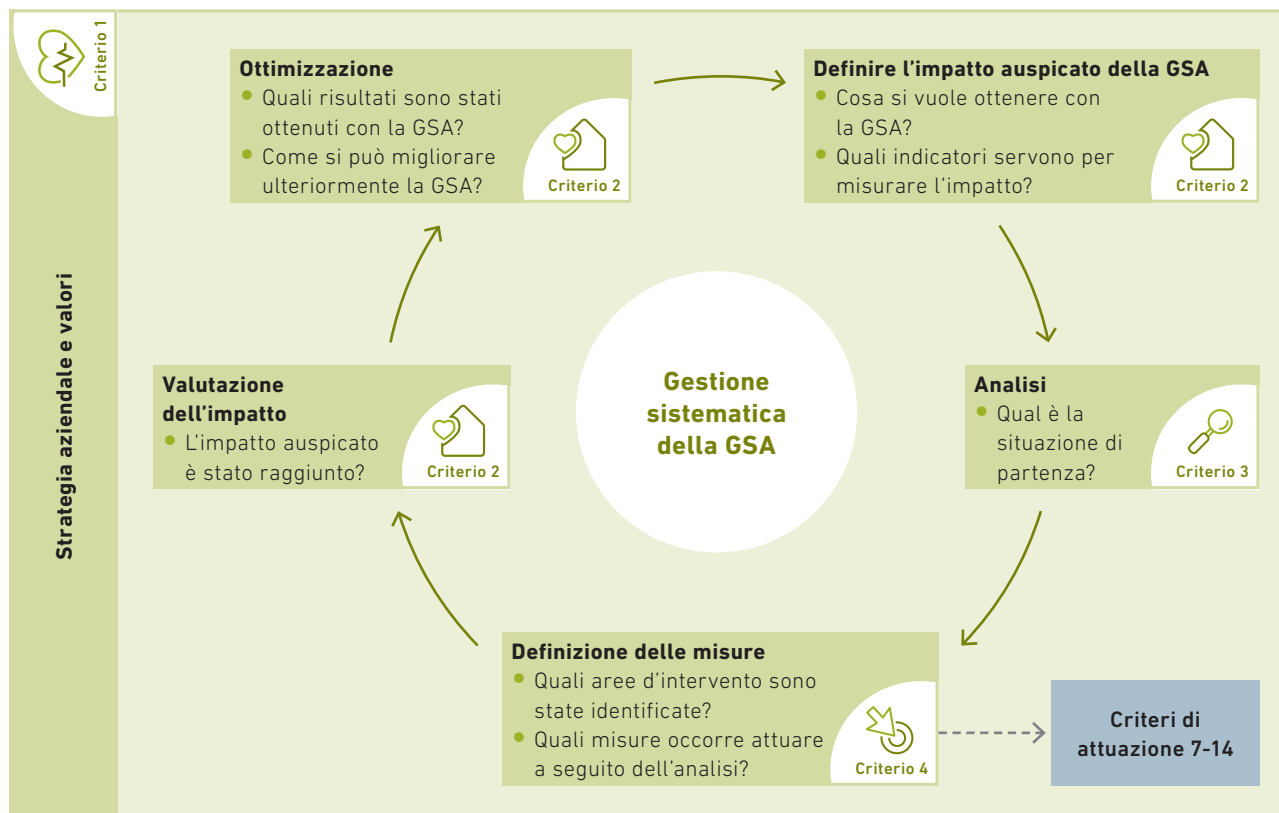 Criterio 1
Strategia aziendale e valori
Ottimizzazione
• Quali risultati sono stati
ottenuti con la GSA?
• Come si può migliorare
ulteriormente la GSA?
Criterio 2
Definire l’impatto auspicato della GSA
• Cosa si vuole ottenere con
la GSA?
• Quali indicatori servono per
misurare l’impatto?
Criterio 2
Valutazione
dell’impatto
• L’impatto auspicato
è stato raggiunto?
Criterio 2
Gestione
sistematica
della GSA
Analisi
• Qual è la
situazione di
partenza?
Criterio 3
Definizione delle misure
• Quali aree d’intervento sono
state identificate?
• Quali misure occorre attuare
a seguito dell’analisi?
Criterio 4
Criteri di
attuazione 7-14